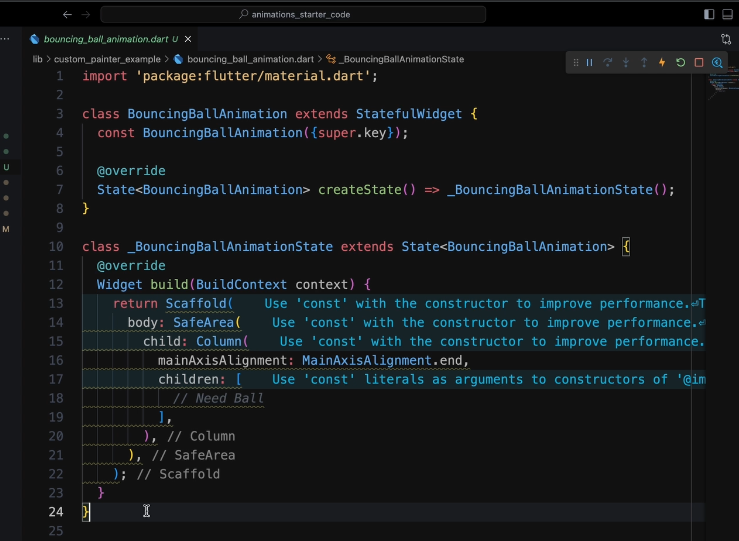 animations_starter_code
bouncing_ball_animation.dart U
lib > custom_painter_example > bouncing_ball_animation.dart > _BouncingBallAnimationState
1 import 'package:flutter/material.dart';
2
3 class BouncingBallAnimation extends StatefulWidget {
4 const BouncingBallAnimation({super.key});
5
6 @override
7 State<BouncingBallAnimation> createState() => _BouncingBallAnimationState();
8 }
9
10 class _BouncingBallAnimationState extends State<BouncingBallAnimation> {
11 @override
12 Widget build(BuildContext context) {
13 return Scaffold( Use 'const' with the constructor to improve performance.⏎T
14 body: SafeArea( Use 'const' with the constructor to improve performance.⏎
15 child: Column( Use 'const' with the constructor to improve performance.
16 mainAxisAlignment: MainAxisAlignment.end,
17 children: [ Use 'const' literals as arguments to constructors of '@im
18 // Need Ball
19 ],
20 ), // Column
21 ), // SafeArea
22 ); // Scaffold
23 }
24 }
25
U
M